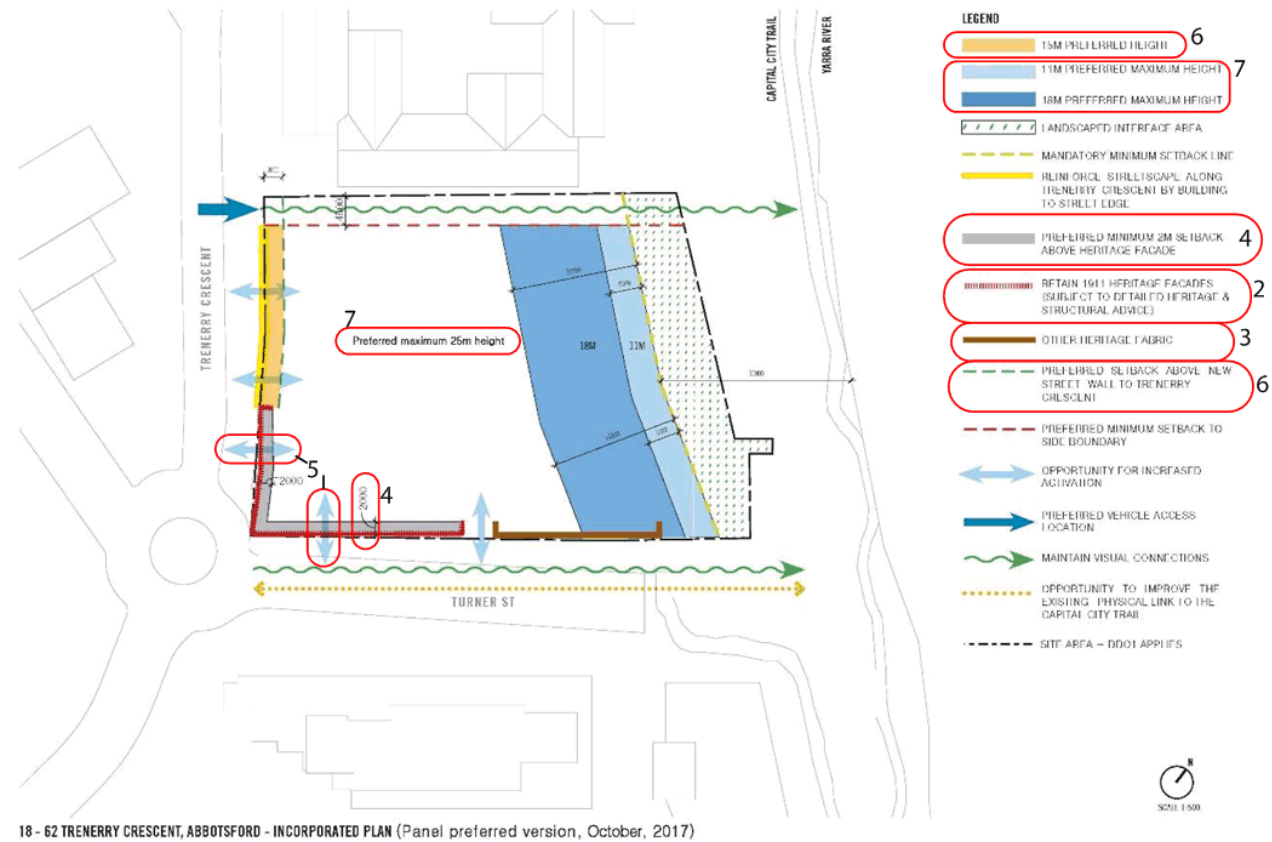 CAPITAL CITY TRAIL
YARRA RIVER
LEGEND
15M PREFERRED HEIGHT
6
11M PREFERRED MAXIMUM HEIGHT
7
18M PREFERRED MAXIMUM HEIGHT
LANDSCAPED INTERFACE AREA
MANDATORY MINIMUM SETBACK LINE
REINFORCE STREETSCAPE ALONG
TRENERRY CRESCENT BY BUILDING
TO STREET EDGE
PREFERRED MINIMUM 2M SETBACK
ABOVE HERITAGE FACADE
4
RETAIN 1911 HERITAGE FACADES
(SUBJECT TO DETAILED HERITAGE &
STRUCTURAL ADVICE)
2
OTHER HERITAGE FABRIC
3
PREFERRED SETBACK ABOVE NEW
STREET WALL TO TRENERRY
CRESCENT
6
PREFERRED MINIMUM SETBACK TO
SIDE BOUNDARY
OPPORTUNITY FOR INCREASED
ACTIVATION
PREFERRED VEHICLE ACCESS
LOCATION
MAINTAIN VISUAL CONNECTIONS
OPPORTUNITY TO IMPROVE THE
EXISTING PHYSICAL LINK TO THE
CAPITAL CITY TRAIL
SITE AREA – DDO1 APPLIES
4500
TRENERRY CRESCENT
7
Preferred maximum 25m height
18M
11M
5
2000
2000
4
TURNER ST
N
SCALE 1:500
18 - 62 TRENERRY CRESCENT, ABBOTSFORD - INCORPORATED PLAN (Panel preferred version, October, 2017)